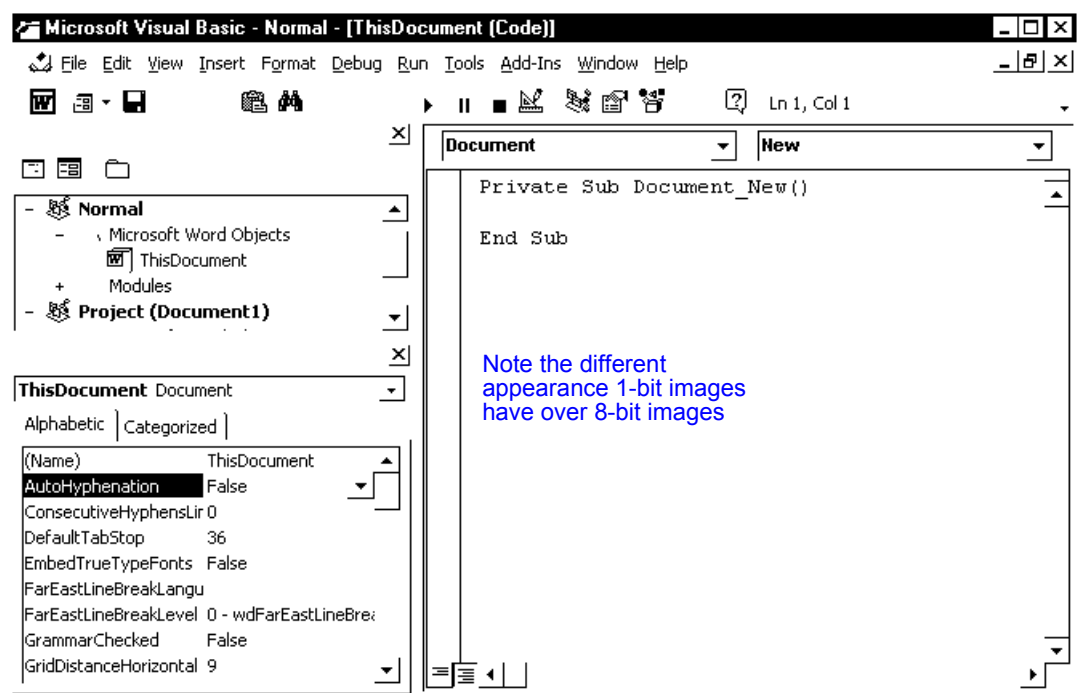 Microsoft Visual Basic - Normal - [ThisDocument (Code)]
File Edit View Insert Format Debug Run Tools Add-Ins Window Help
Ln 1, Col 1
Document New
Normal
Microsoft Word Objects
ThisDocument
Modules
Project (Document1)
Private Sub Document_New()
End Sub
Note the different
appearance 1-bit images
have over 8-bit images
ThisDocument Document
Alphabetic Categorized
(Name) ThisDocument
AutoHyphenation False
ConsecutiveHyphensLir 0
DefaultTabStop 36
EmbedTrueTypeFonts False
FarEastLineBreakLangu
FarEastLineBreakLevel 0 - wdFarEastLineBrea
GrammarChecked False
GridDistanceHorizontal 9